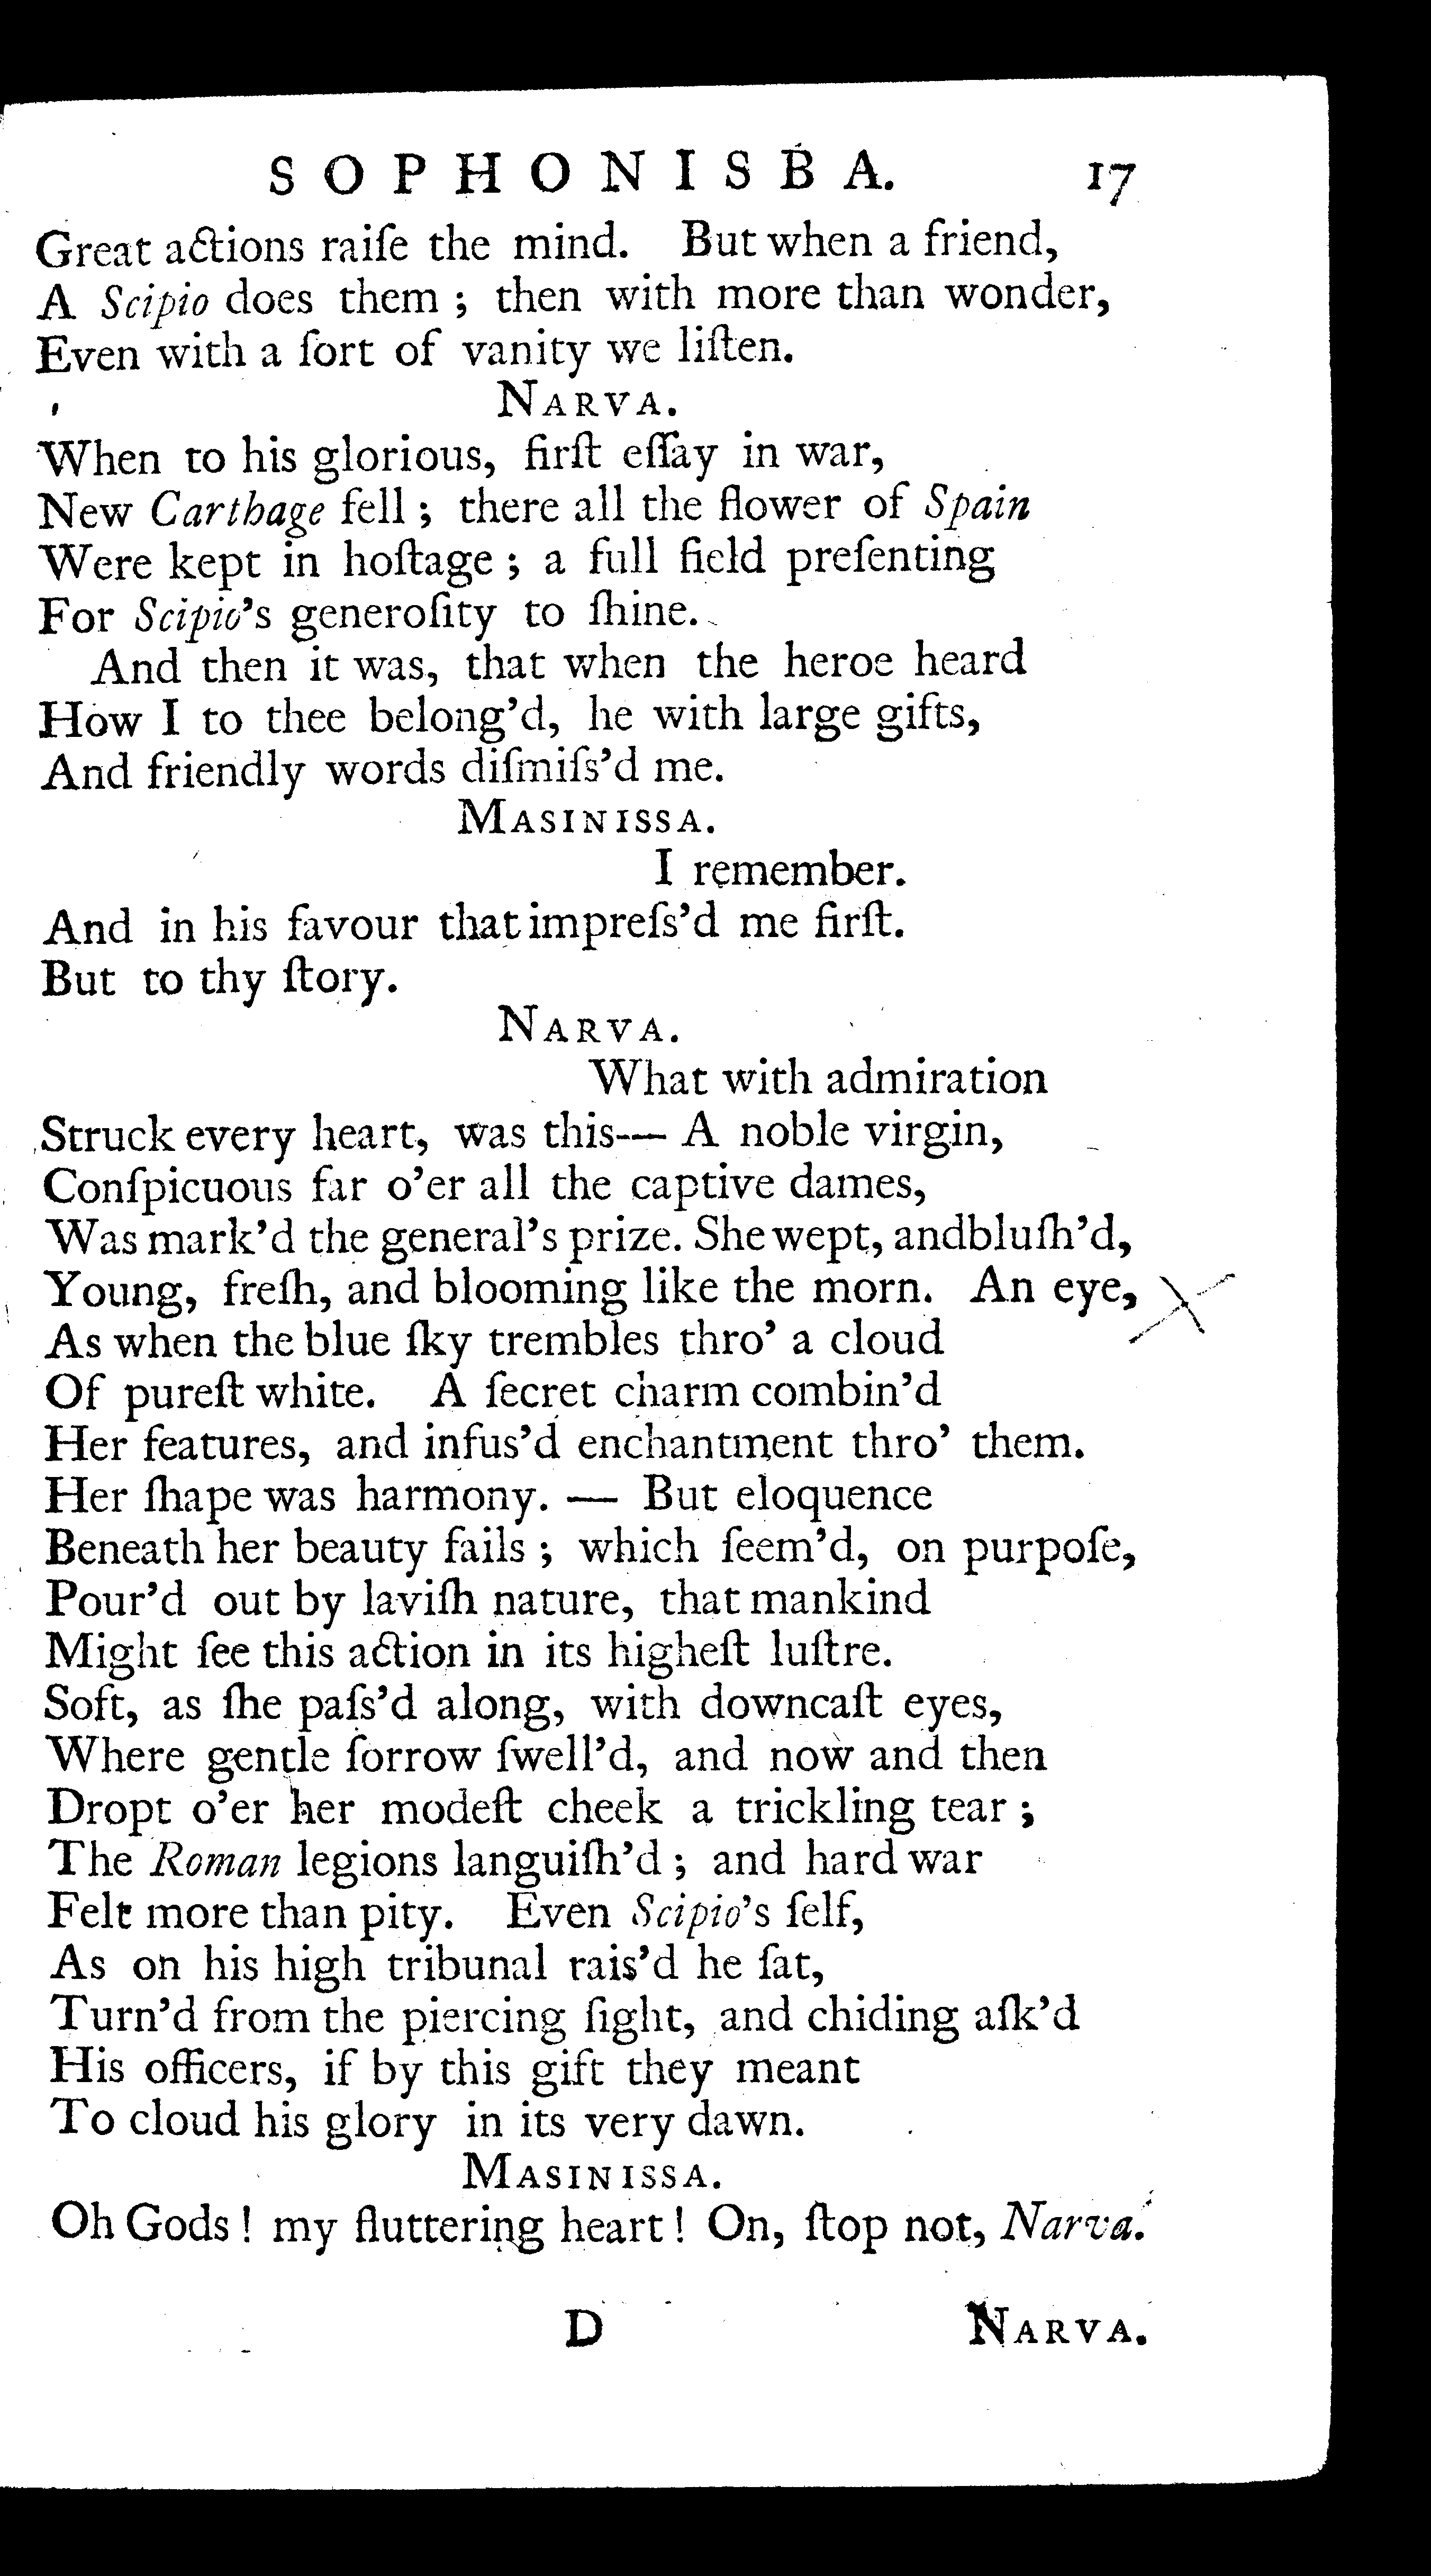 SOPHONISBA. 17
Great actions raiſe the mind. But when a friend,
A Scipio does them ; then with more than wonder,
Even with a ſort of vanity we liſten.
NARVA.
When to his glorious, firſt eſſay in war,
New Carthage fell ; there all the flower of Spain
Were kept in hoſtage ; a full field preſenting
For Scipio's generoſity to ſhine.
And then it was, that when the heroe heard
How I to thee belong'd, he with large gifts,
And friendly words diſmiſs'd me.
MASINISSA.
I remember.
And in his favour that impreſs'd me firſt.
But to thy ſtory.
NARVA.
What with admiration
Struck every heart, was this-— A noble virgin,
Conſpicuous far o'er all the captive dames,
Was mark'd the general's prize. She wept, and bluſh'd,
Young, freſh, and blooming like the morn. An eye,
As when the blue ſky trembles thro' a cloud
Of pureſt white. A ſecret charm combin'd
Her features, and infus'd enchantment thro' them.
Her ſhape was harmony. — But eloquence
Beneath her beauty fails ; which ſeem'd, on purpoſe,
Pour'd out by laviſh nature, that mankind
Might ſee this action in its higheſt luſtre.
Soft, as ſhe paſs'd along, with downcaſt eyes,
Where gentle ſorrow ſwell'd, and now and then
Dropt o'er her modeſt cheek a trickling tear ;
The Roman legions languiſh'd ; and hard war
Felt more than pity. Even Scipio's ſelf,
As on his high tribunal rais'd he ſat,
Turn'd from the piercing ſight, and chiding aſk'd
His officers, if by this gift they meant
To cloud his glory in its very dawn.
MASINISSA.
Oh Gods ! my fluttering heart ! On, ſtop not, Narva.
D NARVA.